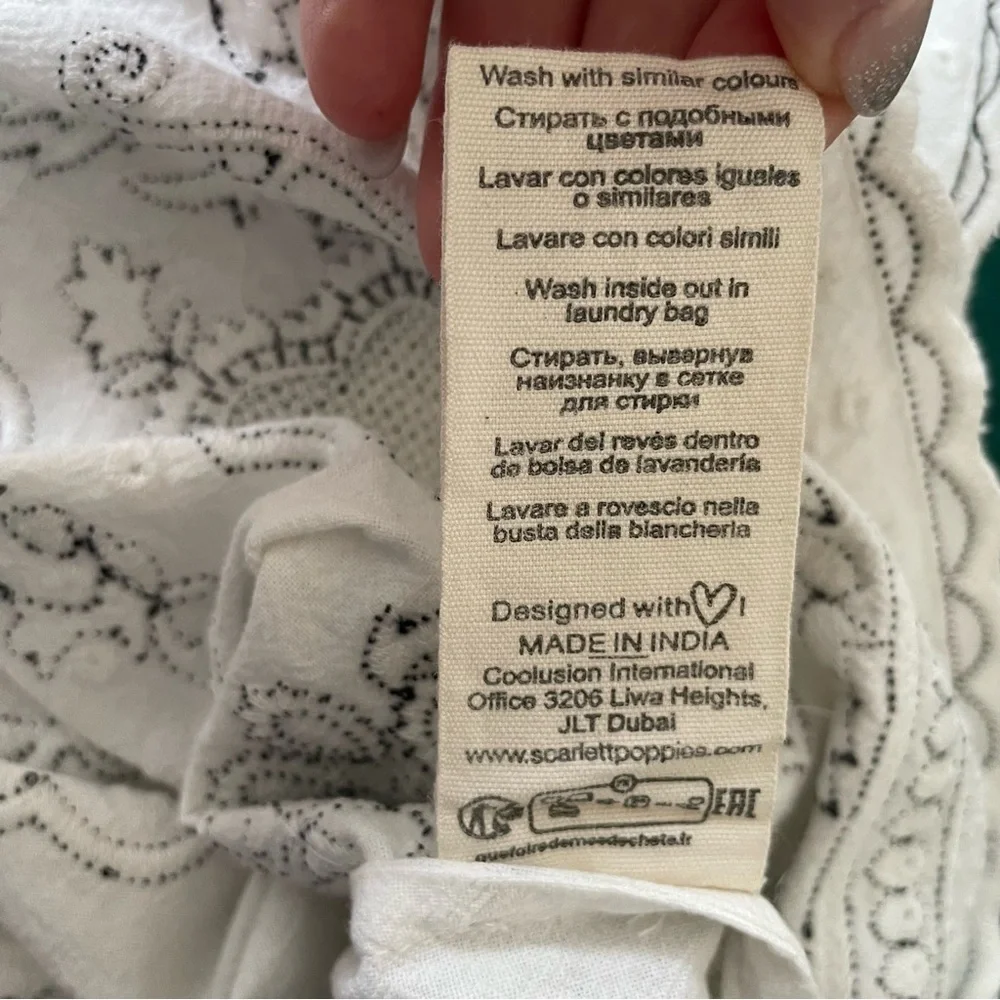 Wash with similar colours
Стирать с подобными
цветами
Lavar con colores iguales
o similares
Lavare con colori simili
Wash inside out in
laundry bag
Стирать, вывернув
наизнанку в сетке
для стирки
Lavar del revés dentro
de bolsa de lavandería
Lavare a rovescio nella
busta della biancheria
Designed with I
MADE IN INDIA
Coolusion International
Office 3206 Liwa Heights,
JLT Dubai
www.scarlettpoppies.com
FR
EAC
quefairedemesdechets.fr